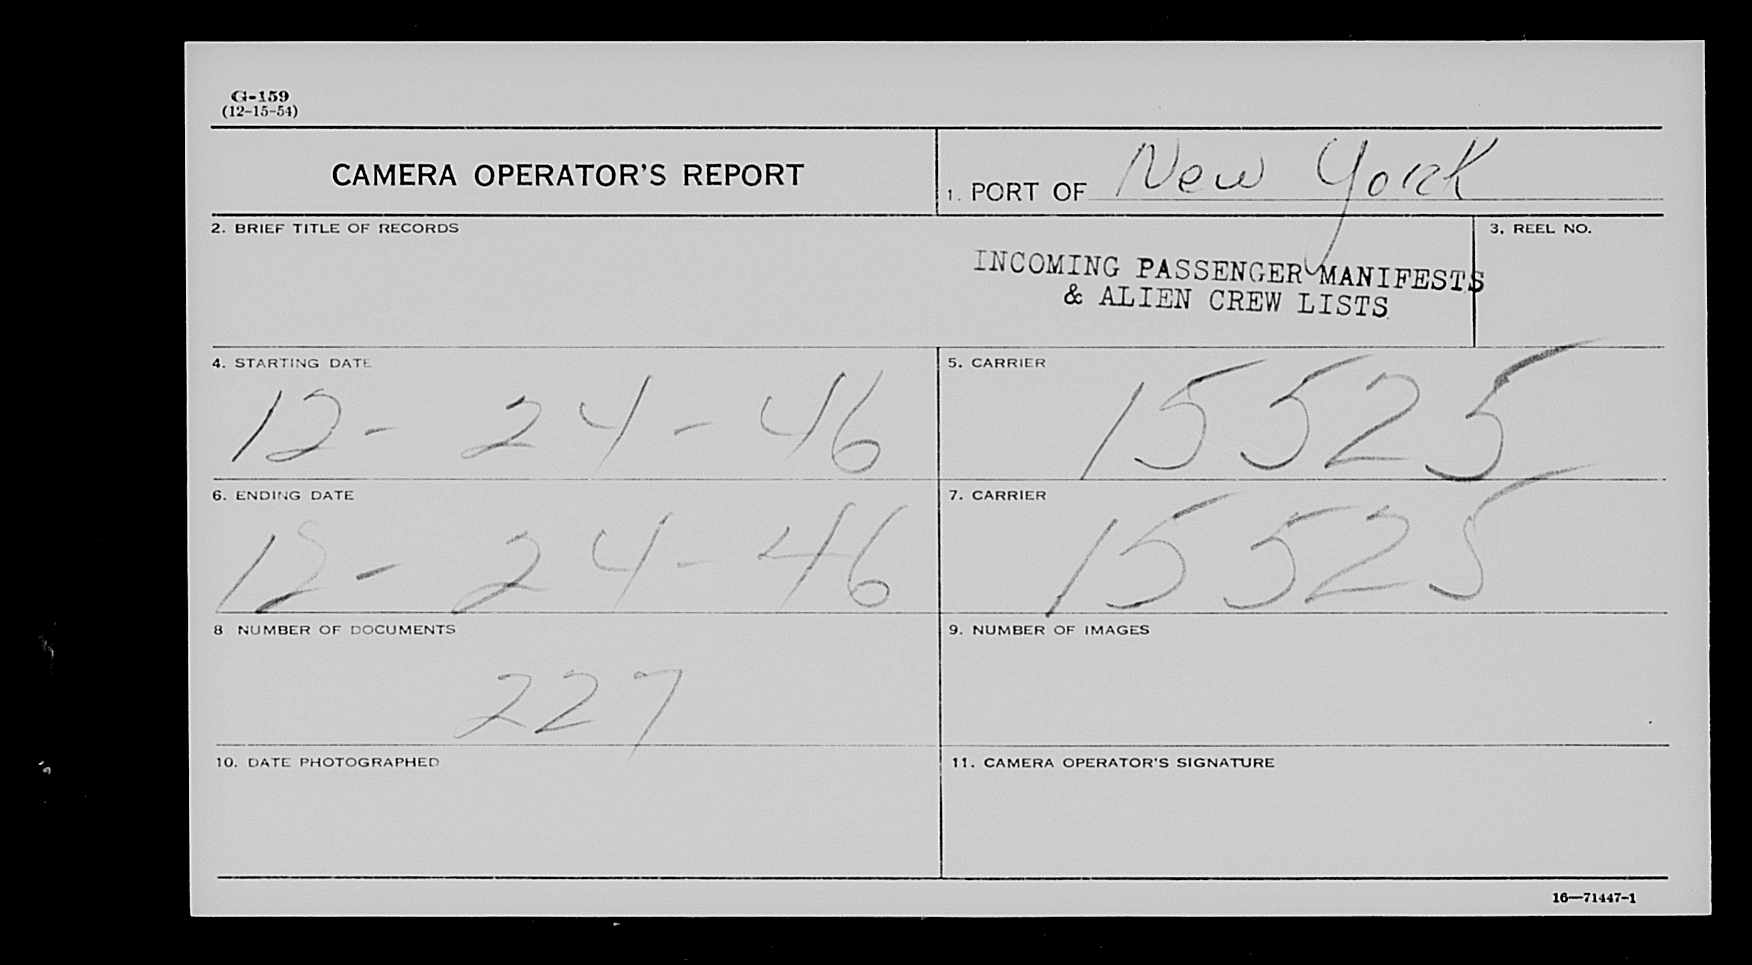 G-159
(12-15-54)
CAMERA OPERATOR'S REPORT
1. PORT OF New York
2. BRIEF TITLE OF RECORDS
INCOMING PASSENGER MANIFESTS
& ALIEN CREW LISTS
3. REEL NO.
4. STARTING DATE
12-24-46
5. CARRIER
15525
6. ENDING DATE
12-24-46
7. CARRIER
15525
8 NUMBER OF DOCUMENTS
227
9. NUMBER OF IMAGES
10. DATE PHOTOGRAPHED
11. CAMERA OPERATOR'S SIGNATURE
16—71447-1